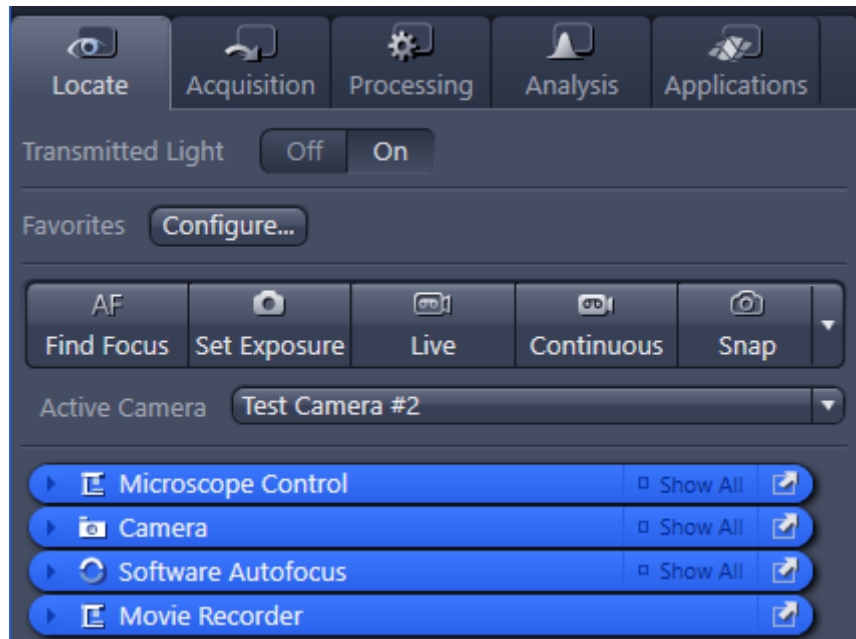 Locate Acquisition Processing Analysis Applications
Transmitted Light Off On
Favorites Configure...
AF
Find Focus Set Exposure Live Continuous Snap
Active Camera Test Camera #2
Microscope Control Show All
Camera Show All
Software Autofocus Show All
Movie Recorder